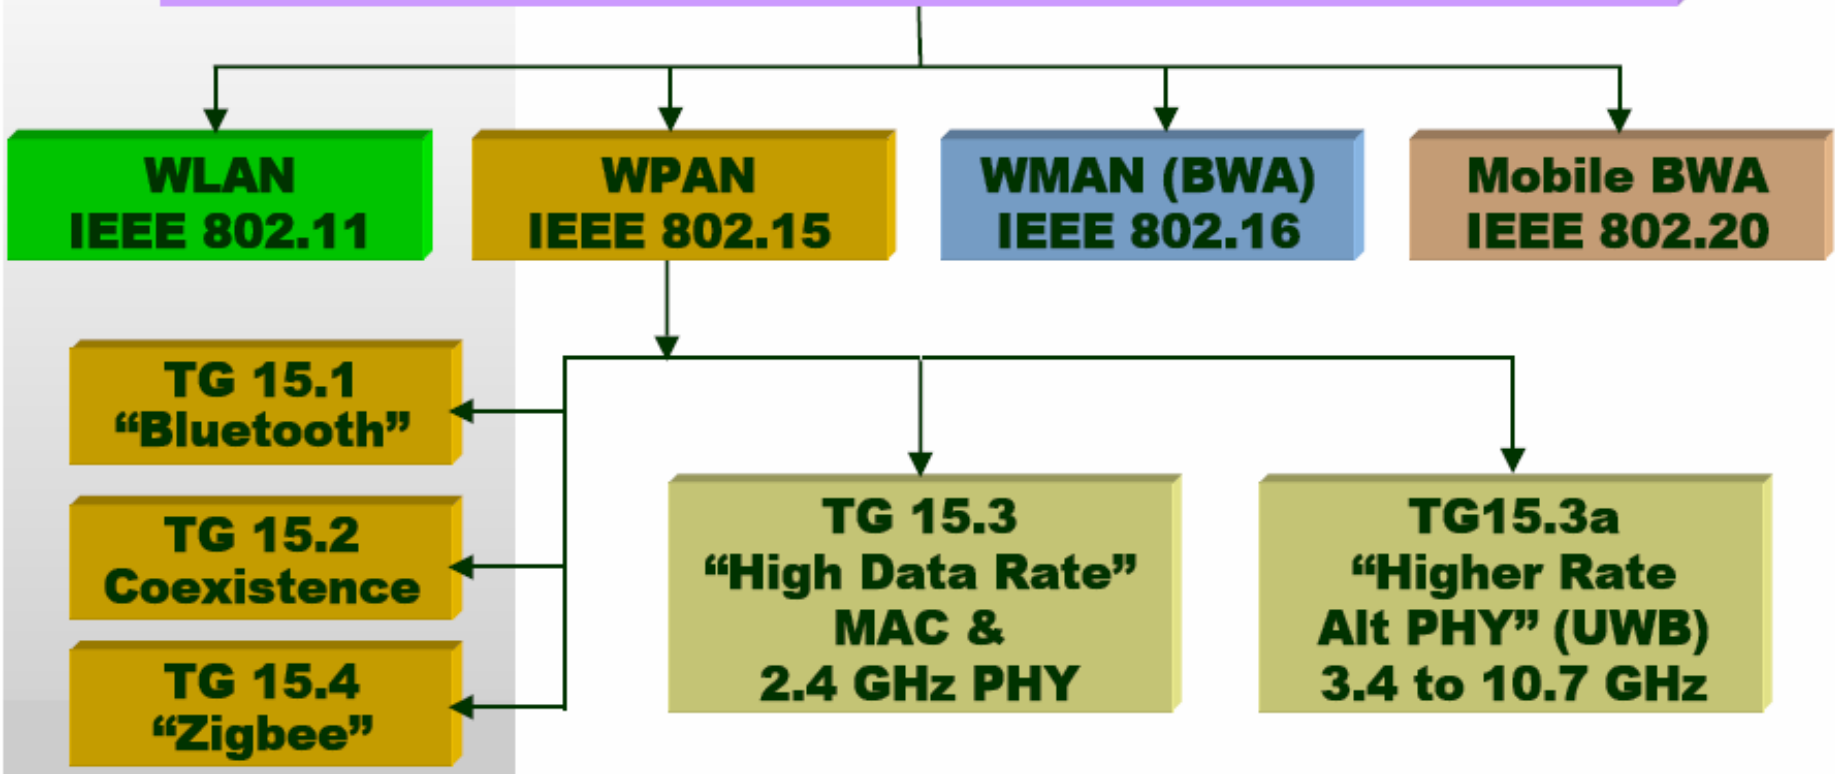 WLAN
IEEE 802.11
WPAN
IEEE 802.15
WMAN (BWA)
IEEE 802.16
Mobile BWA
IEEE 802.20
TG 15.1
“Bluetooth”
TG 15.2
Coexistence
TG 15.4
“Zigbee”
TG 15.3
“High Data Rate”
MAC &
2.4 GHz PHY
TG15.3a
“Higher Rate
Alt PHY” (UWB)
3.4 to 10.7 GHz